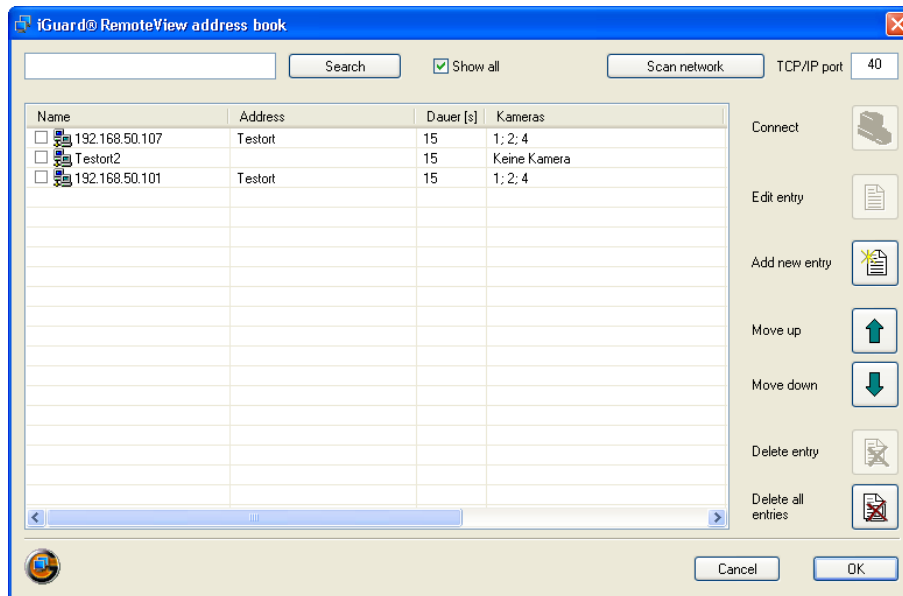 iGuard® RemoteView address book
Search Show all Scan network TCP/IP port 40
Name Address Dauer [s] Kameras
192.168.50.107 Testort 15 1; 2; 4
Testort2 15 Keine Kamera
192.168.50.101 Testort 15 1; 2; 4
Connect
Edit entry
Add new entry
Move up
Move down
Delete entry
Delete all
entries
Cancel OK